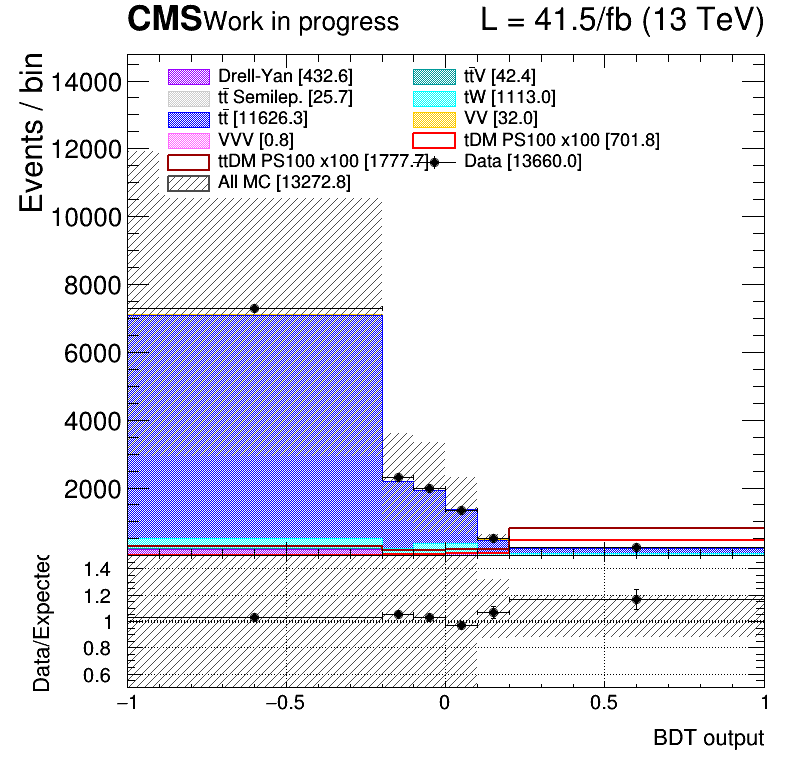 CMS Work in progress L = 41.5/fb (13 TeV)
Events / bin
14000
12000
10000
8000
6000
4000
2000
Drell-Yan [432.6] tt̄V [42.4]
tt̄ Semilep. [25.7] tW [1113.0]
tt̄ [11626.3] VV [32.0]
VVV [0.8] tDM PS100 x100 [701.8]
ttDM PS100 x100 [1777.7] Data [13660.0]
All MC [13272.8]
Data/Expected
1.4
1.2
1
0.8
0.6
−1 −0.5 0 0.5 1
BDT output